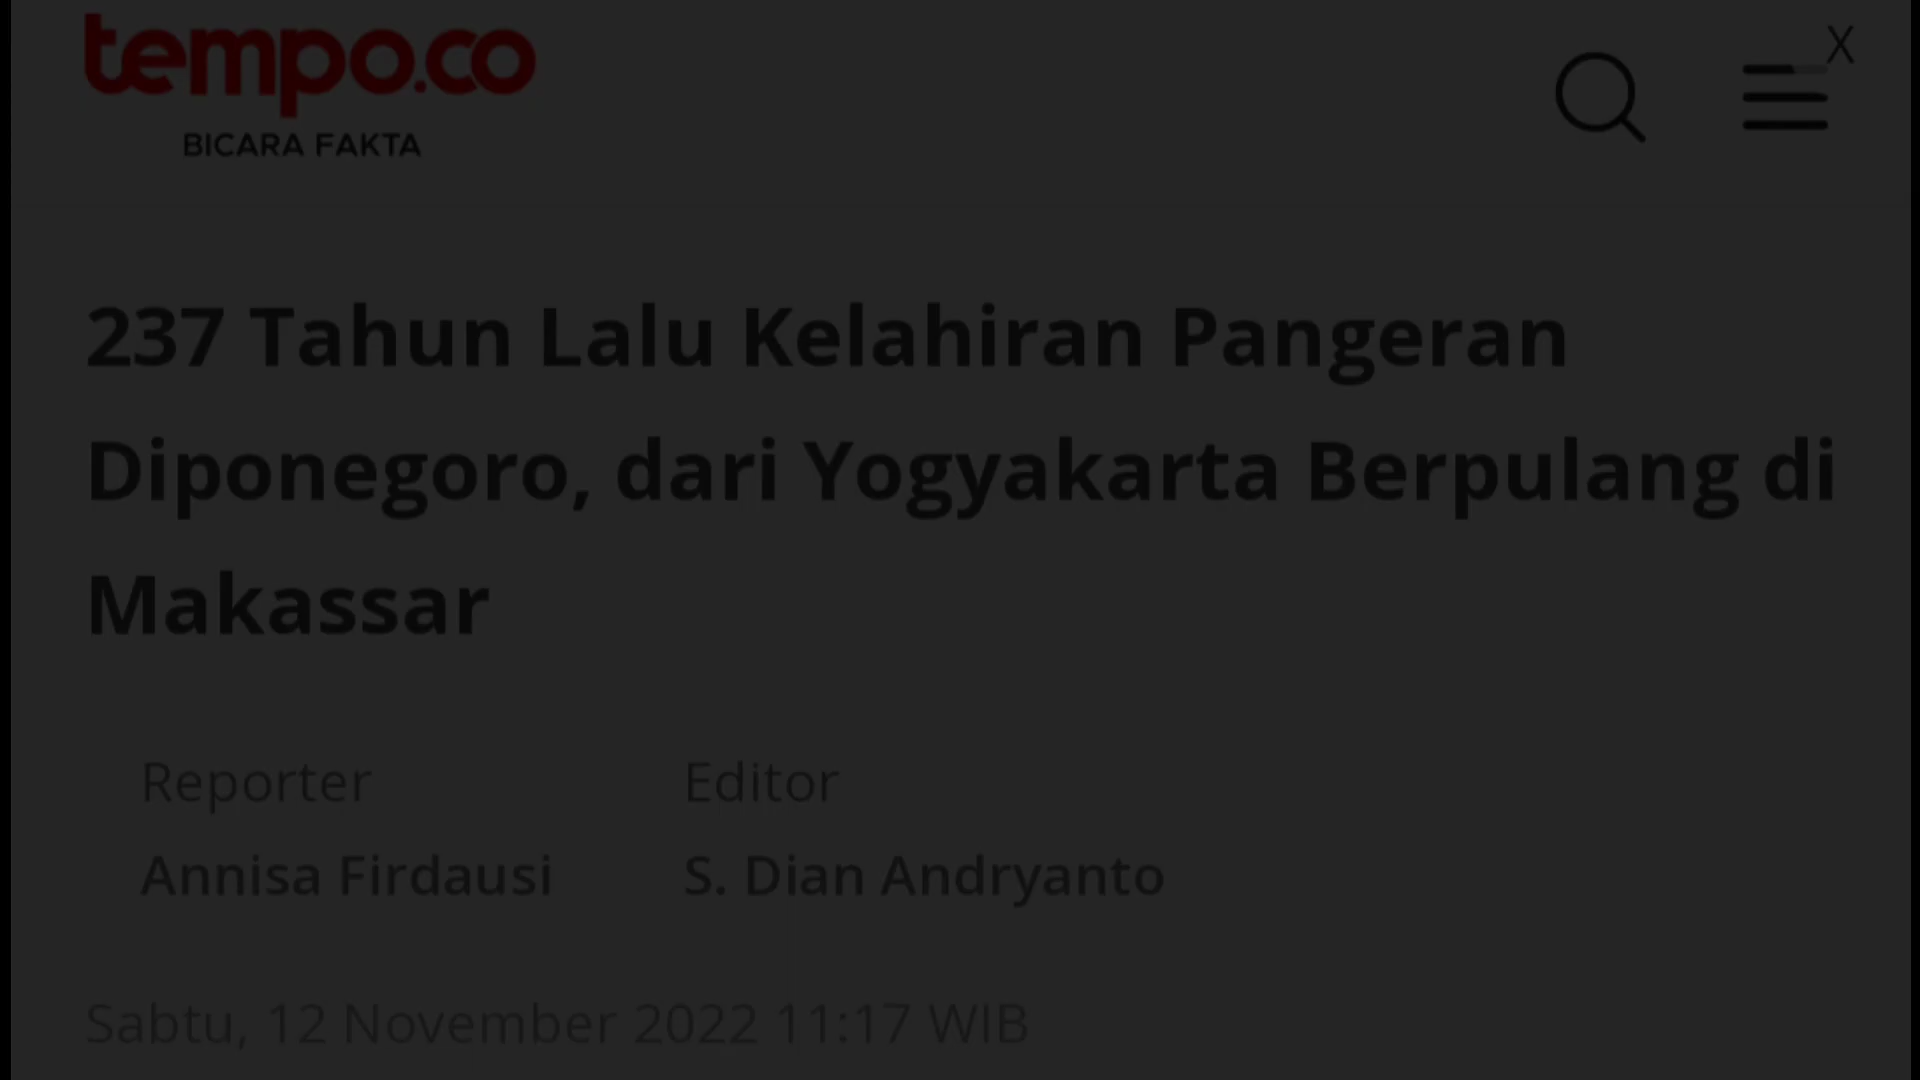 tempo.co
BICARA FAKTA
X
237 Tahun Lalu Kelahiran Pangeran
Diponegoro, dari Yogyakarta Berpulang di
Makassar
Reporter
Editor
Annisa Firdausi
S. Dian Andryanto
Sabtu, 12 November 2022 11:17 WIB